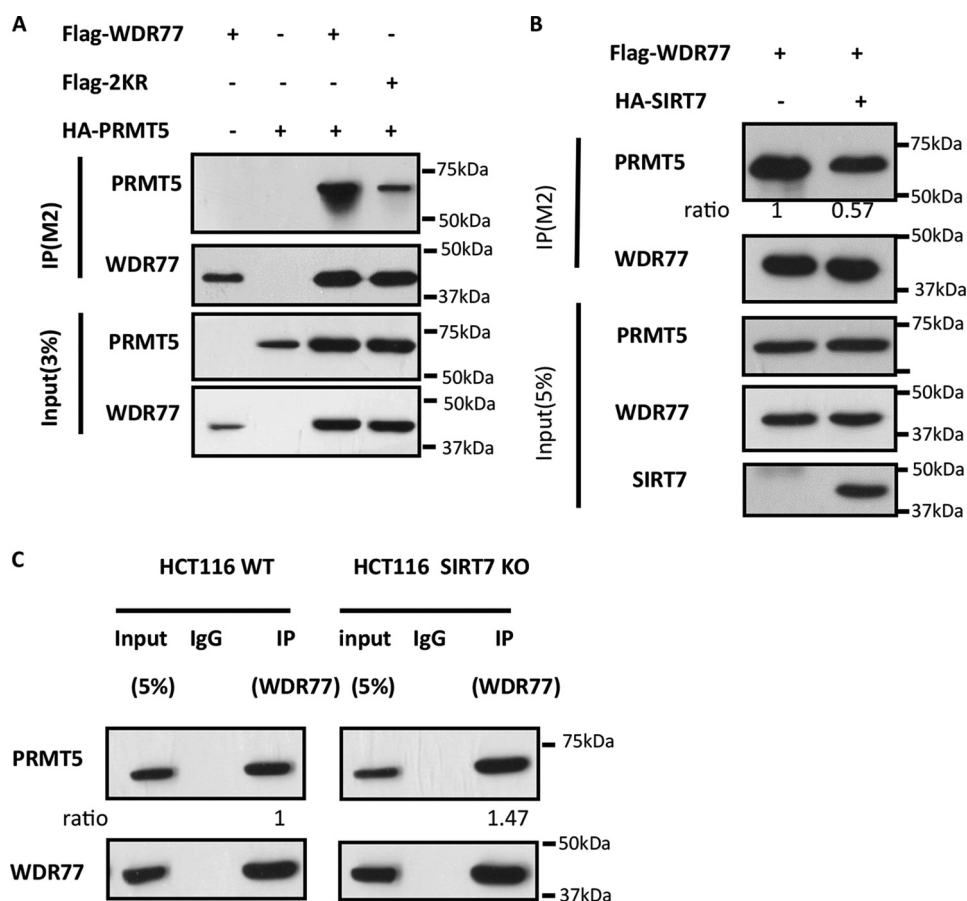 A
Flag-WDR77 + - + -
Flag-2KR - - - +
HA-PRMT5 - + + +
IP(M2)
PRMT5
75kDa
50kDa
WDR77
50kDa
37kDa
Input(3%)
PRMT5
75kDa
50kDa
WDR77
50kDa
37kDa
B
Flag-WDR77 + +
HA-SIRT7 - +
IP(M2)
PRMT5
75kDa
50kDa
ratio 1 0.57
WDR77
50kDa
37kDa
Input(5%)
PRMT5
75kDa
WDR77
50kDa
37kDa
SIRT7
50kDa
37kDa
C
HCT116 WT HCT116 SIRT7 KO
Input IgG IP input IgG IP
(5%) (WDR77) (5%) (WDR77)
PRMT5
75kDa
ratio 1 1.47
WDR77
50kDa
37kDa